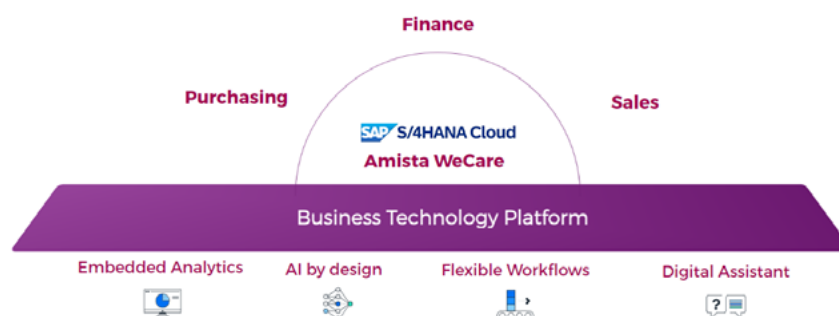 Finance
Purchasing
Sales
SAP S/4HANA Cloud
Amista WeCare
Business Technology Platform
Embedded Analytics
AI by design
Flexible Workflows
Digital Assistant
?